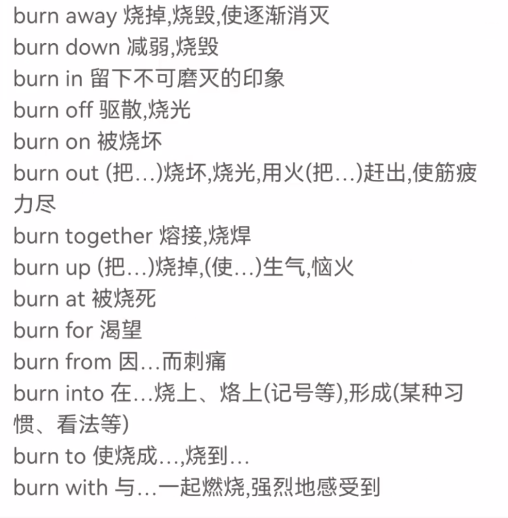 burn away 烧掉,烧毁,使逐渐消灭
burn down 减弱,烧毁
burn in 留下不可磨灭的印象
burn off 驱散,烧光
burn on 被烧坏
burn out (把…)烧坏,烧光,用火(把…)赶出,使筋疲
力尽
burn together 熔接,烧焊
burn up (把…)烧掉,(使…)生气,恼火
burn at 被烧死
burn for 渴望
burn from 因…而刺痛
burn into 在…烧上、烙上(记号等),形成(某种习
惯、看法等)
burn to 使烧成…,烧到…
burn with 与…一起燃烧,强烈地感受到